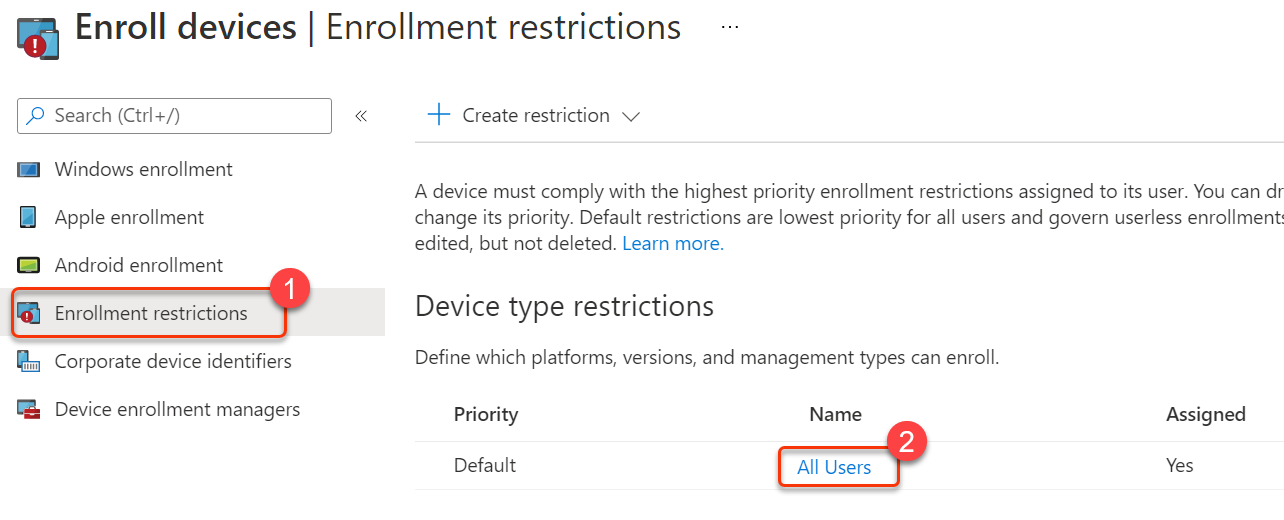 Enroll devices | Enrollment restrictions ...
Search (Ctrl+/) «
Create restriction
Windows enrollment
Apple enrollment
Android enrollment
Enrollment restrictions
1
Corporate device identifiers
Device enrollment managers
A device must comply with the highest priority enrollment restrictions assigned to its user. You can dr
change its priority. Default restrictions are lowest priority for all users and govern userless enrollments
edited, but not deleted. Learn more.
Device type restrictions
Define which platforms, versions, and management types can enroll.
Priority Name Assigned
2
Default All Users Yes